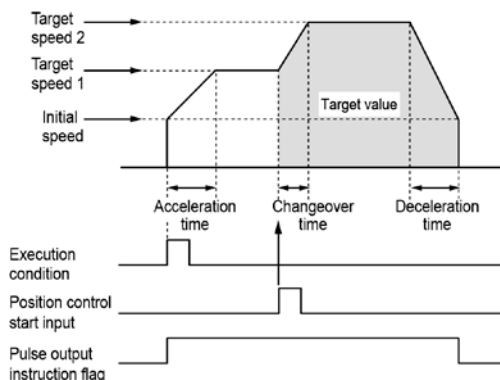 Target
speed 2
Target
speed 1
Initial
speed
Target value
Acceleration
time
Changeover
time
Deceleration
time
Execution
condition
Position control
start input
Pulse output
instruction flag